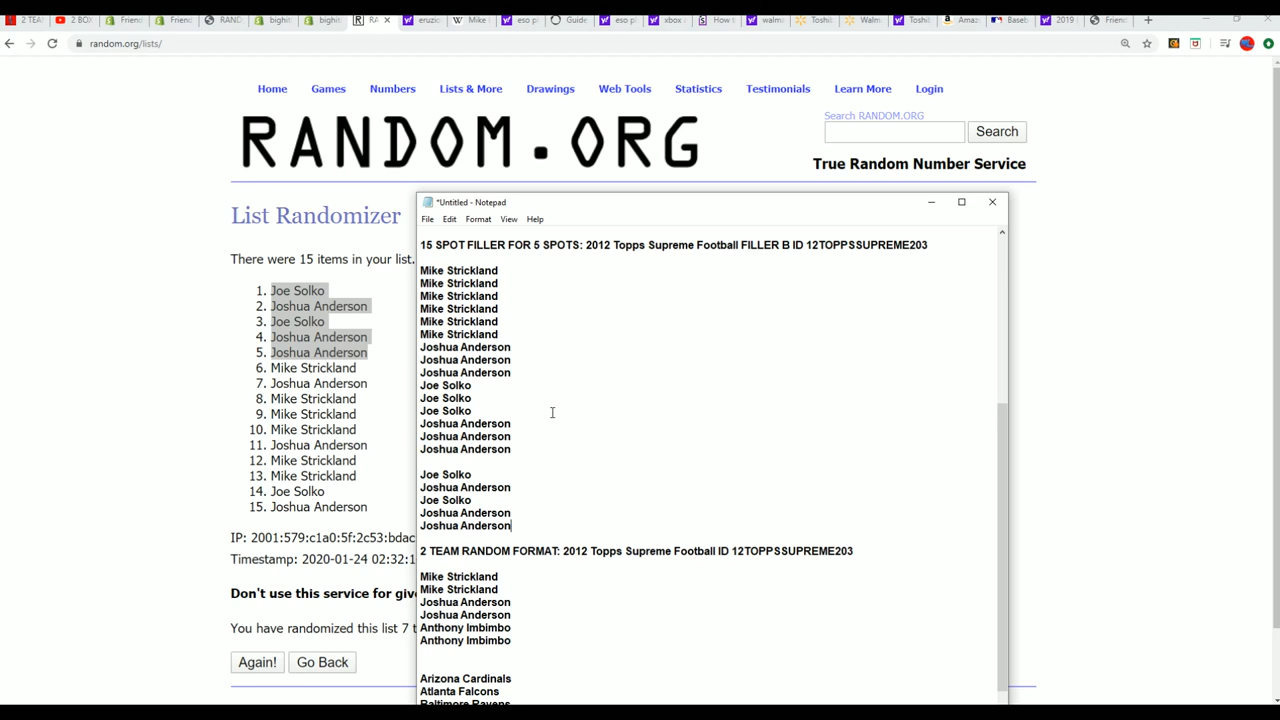 2 TEA
2 BOX
Friend
Friend
RAND
bighit
bighit
RA
eruzio
Mike
eso pl
Guide
eso pl
xbox
How t
walma
Toshib
Walm
Toshib
Amaz
Baseb
2019
Friend
random.org/lists/
Home Games Numbers Lists & More Drawings Web Tools Statistics Testimonials Learn More Login
RANDOM.ORG
Search RANDOM.ORG
Search
True Random Number Service
List Randomizer
There were 15 items in your list.
1. Joe Solko
2. Joshua Anderson
3. Joe Solko
4. Joshua Anderson
5. Joshua Anderson
6. Mike Strickland
7. Joshua Anderson
8. Mike Strickland
9. Mike Strickland
10. Mike Strickland
11. Joshua Anderson
12. Mike Strickland
13. Mike Strickland
14. Joe Solko
15. Joshua Anderson
IP: 2001:579:c1a0:5f:2c53:bdac
Timestamp: 2020-01-24 02:32:1
Don't use this service for give
You have randomized this list 7 t
Again! Go Back
*Untitled - Notepad
File Edit Format View Help
15 SPOT FILLER FOR 5 SPOTS: 2012 Topps Supreme Football FILLER B ID 12TOPPSSUPREME203
Mike Strickland
Mike Strickland
Mike Strickland
Mike Strickland
Mike Strickland
Mike Strickland
Joshua Anderson
Joshua Anderson
Joshua Anderson
Joe Solko
Joe Solko
Joe Solko
Joshua Anderson
Joshua Anderson
Joshua Anderson
Joe Solko
Joshua Anderson
Joe Solko
Joshua Anderson
Joshua Anderson
2 TEAM RANDOM FORMAT: 2012 Topps Supreme Football ID 12TOPPSSUPREME203
Mike Strickland
Mike Strickland
Joshua Anderson
Joshua Anderson
Anthony Imbimbo
Anthony Imbimbo
Arizona Cardinals
Atlanta Falcons
Baltimore Ravens